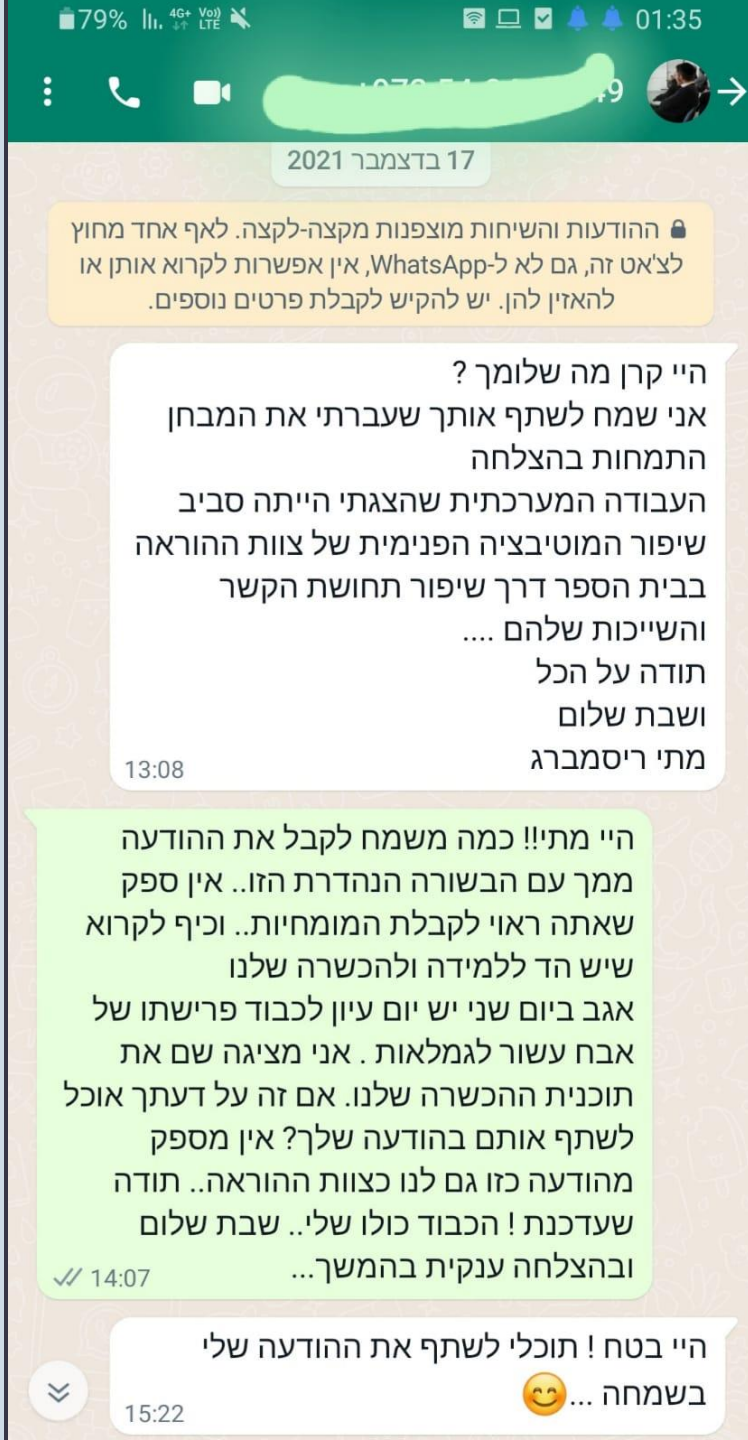 79% 4G+ Vo)) LTE 01:35
49
17 בדצמבר 2021
ההודעות והשיחות מוצפנות מקצה-לקצה. לאף אחד מחוץ
לצ'אט זה, גם לא ל-WhatsApp, אין אפשרות לקרוא אותן או
להאזין להן. יש להקיש לקבלת פרטים נוספים.
היי קרן מה שלומך ?
אני שמח לשתף אותך שעברתי את המבחן
התמחות בהצלחה
העבודה המערכתית שהצגתי הייתה סביב
שיפור המוטיבציה הפנימית של צוות ההוראה
בבית הספר דרך שיפור תחושת הקשר
והשייכות שלהם ....
תודה על הכל
ושבת שלום
מתי ריסמברג
13:08
היי מתי!! כמה משמח לקבל את ההודעה
ממך עם הבשורה הנהדרת הזו.. אין ספק
שאתה ראוי לקבלת המומחיות.. וכיף לקרוא
שיש הד ללמידה ולהכשרה שלנו
אגב ביום שני יש יום עיון לכבוד פרישתו של
אבח עשור לגמלאות . אני מציגה שם את
תוכנית ההכשרה שלנו. אם זה על דעתך אוכל
לשתף אותם בהודעה שלך? אין מספק
מהודעה כזו גם לנו כצוות ההוראה.. תודה
שעדכנת ! הכבוד כולו שלי.. שבת שלום
ובהצלחה ענקית בהמשך...
14:07
היי בטח ! תוכלי לשתף את ההודעה שלי
בשמחה ...😊
15:22